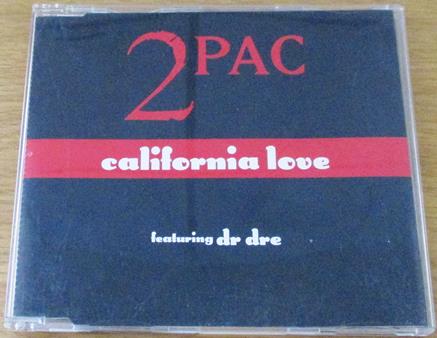 2PAC
california love
featuring dr dre